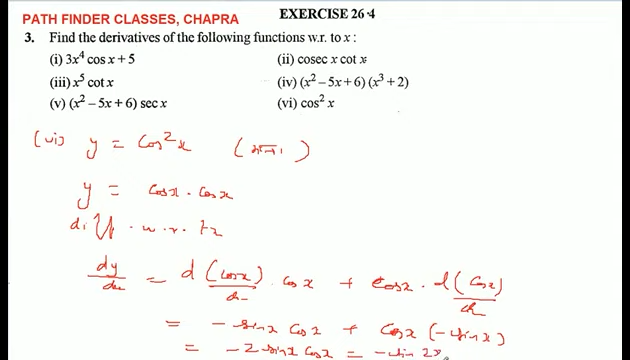 PATH FINDER CLASSES, CHAPRA
EXERCISE 26·4
3. Find the derivatives of the following functions w.r. to x :
(i) 3x⁴ cos x + 5 (ii) cosec x cot x
(iii) x⁵ cot x (iv) (x² – 5x + 6) (x³ + 2)
(v) (x² – 5x + 6) sec x (vi) cos² x
(vi) y = cos²x (माना)
y = cosx · cosx
diff · w · r · t x
dy/dx = d(cosx)/dx · cosx + cosx · d(cosx)/dx
= – sinx cosx + cosx (–sinx)
= –2 sinx cosx = –sin 2x